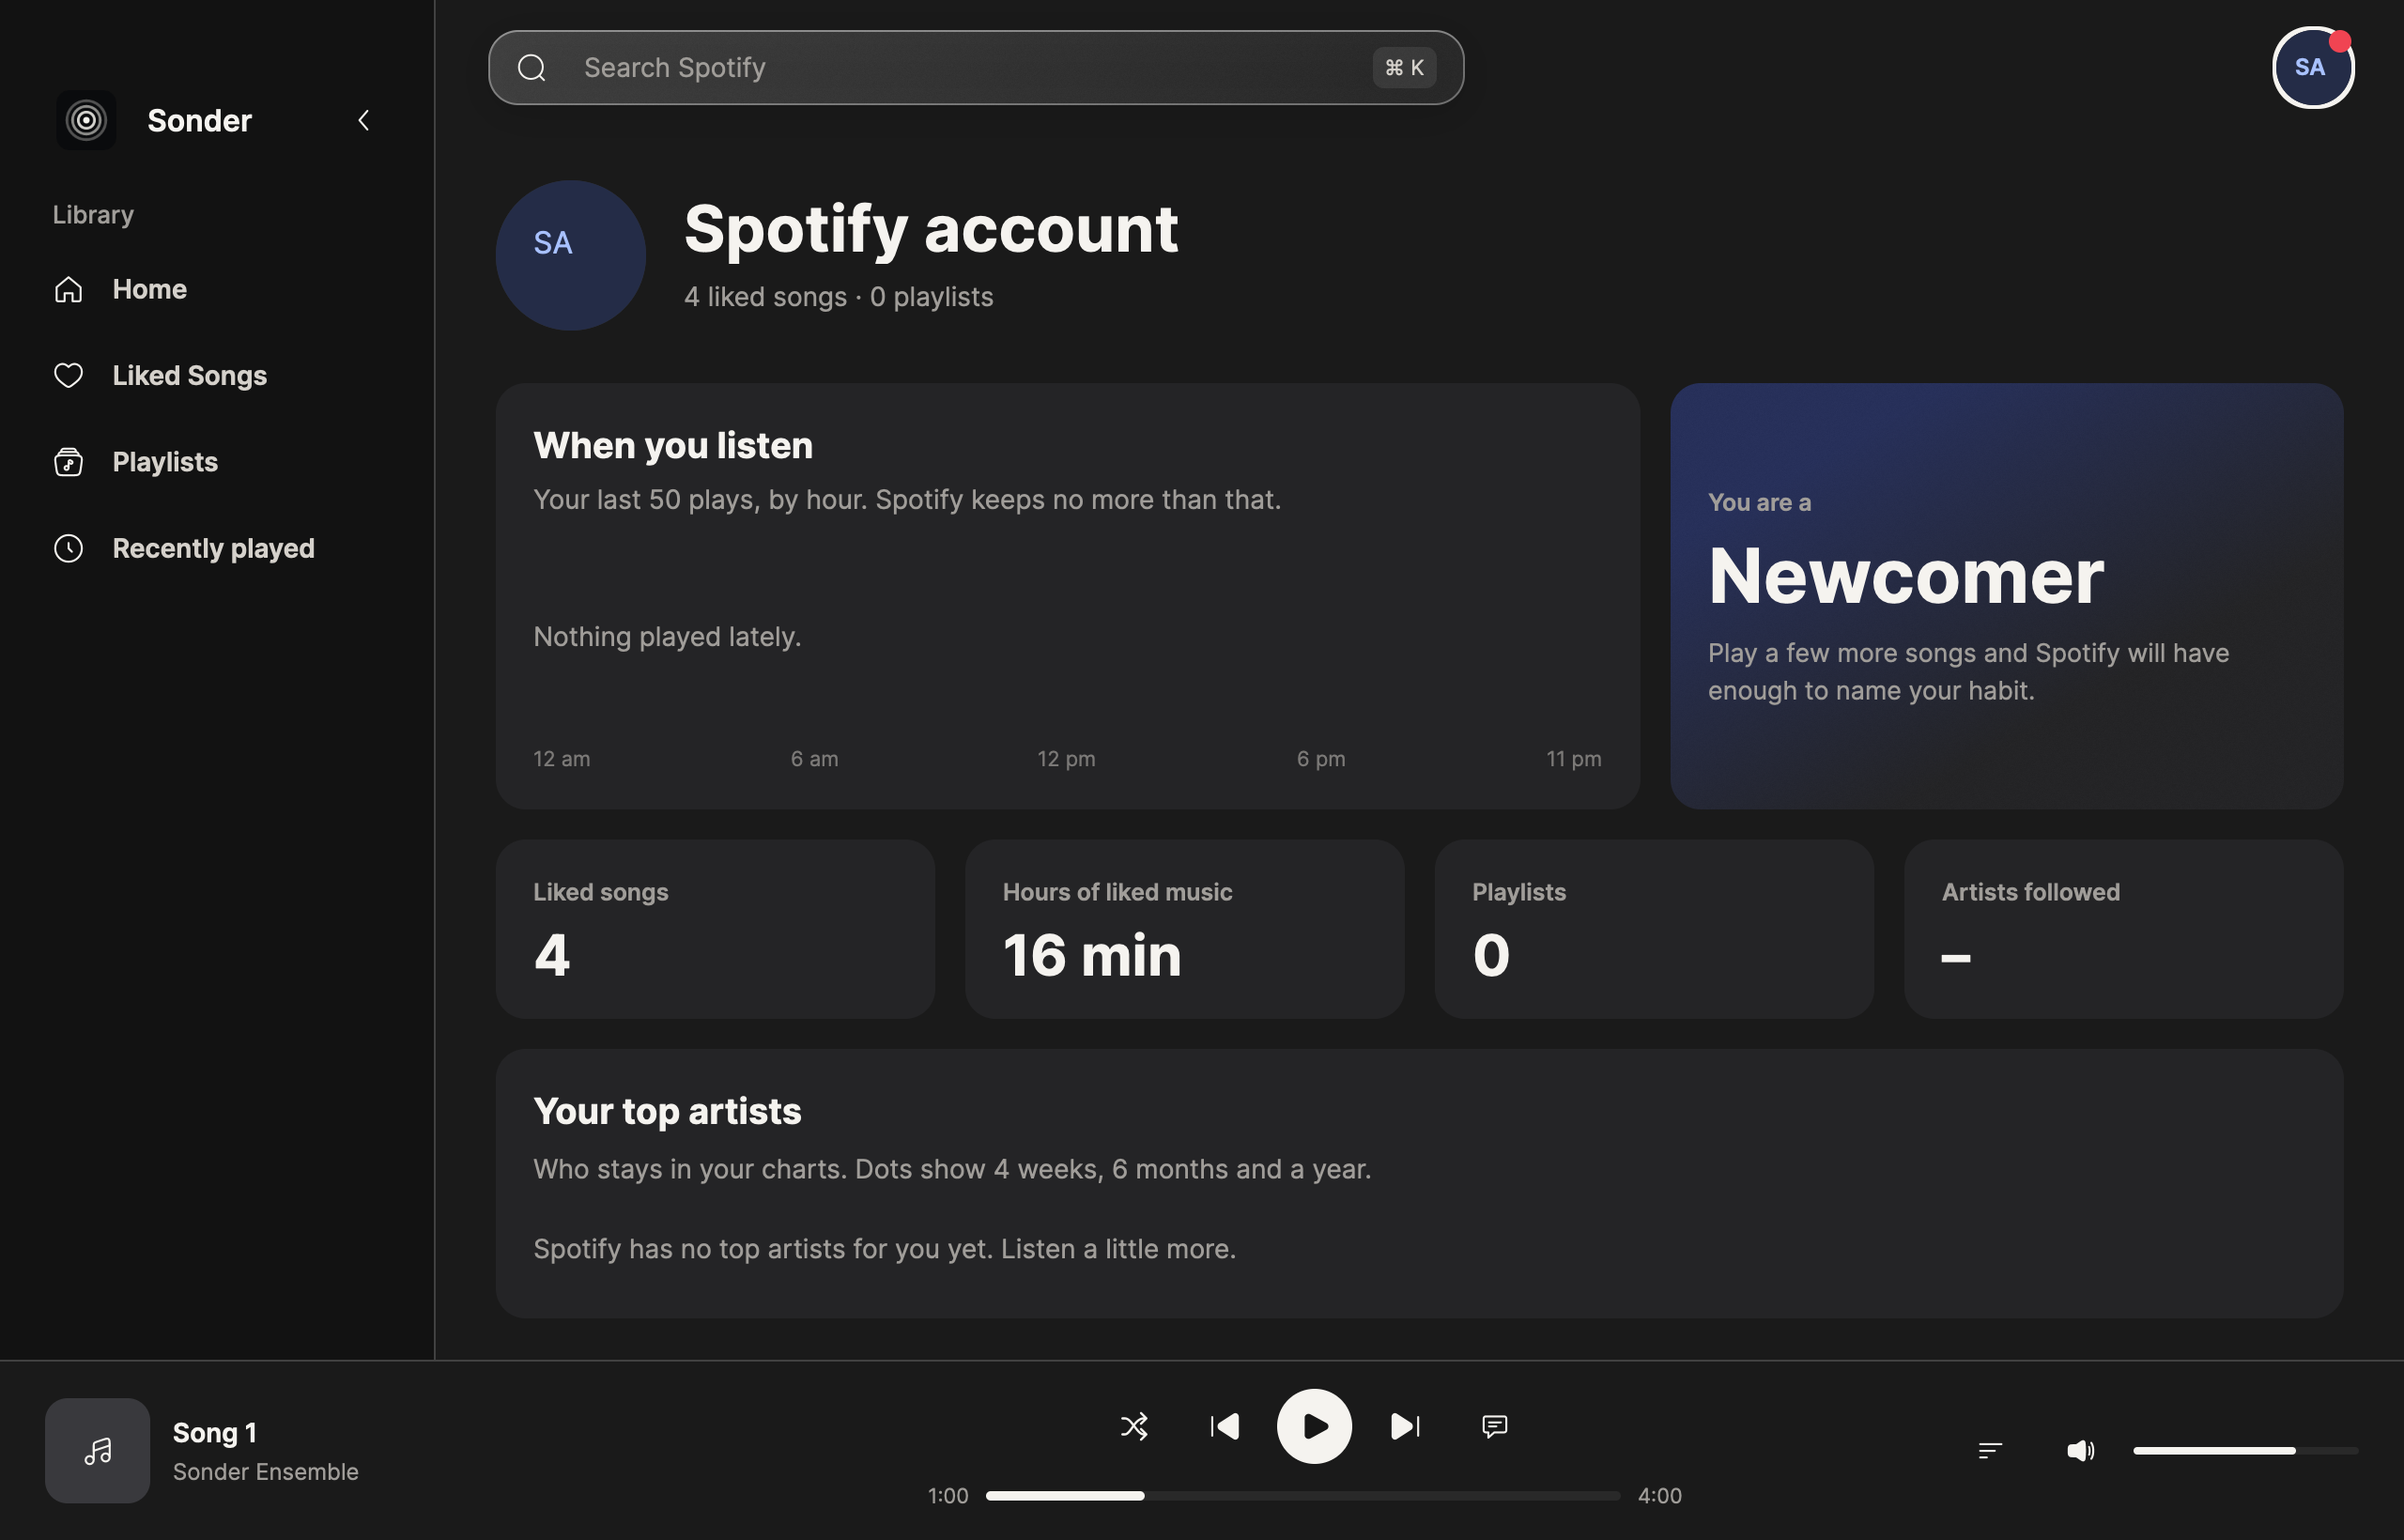 Sonder
Library
Home
Liked Songs
Playlists
Recently played
Search Spotify
⌘ K
SA
SA
Spotify account
4 liked songs · 0 playlists
When you listen
Your last 50 plays, by hour. Spotify keeps no more than that.
Nothing played lately.
12 am
6 am
12 pm
6 pm
11 pm
You are a
Newcomer
Play a few more songs and Spotify will have
enough to name your habit.
Liked songs
4
Hours of liked music
16 min
Playlists
0
Artists followed
–
Your top artists
Who stays in your charts. Dots show 4 weeks, 6 months and a year.
Spotify has no top artists for you yet. Listen a little more.
Song 1
Sonder Ensemble
1:00
4:00